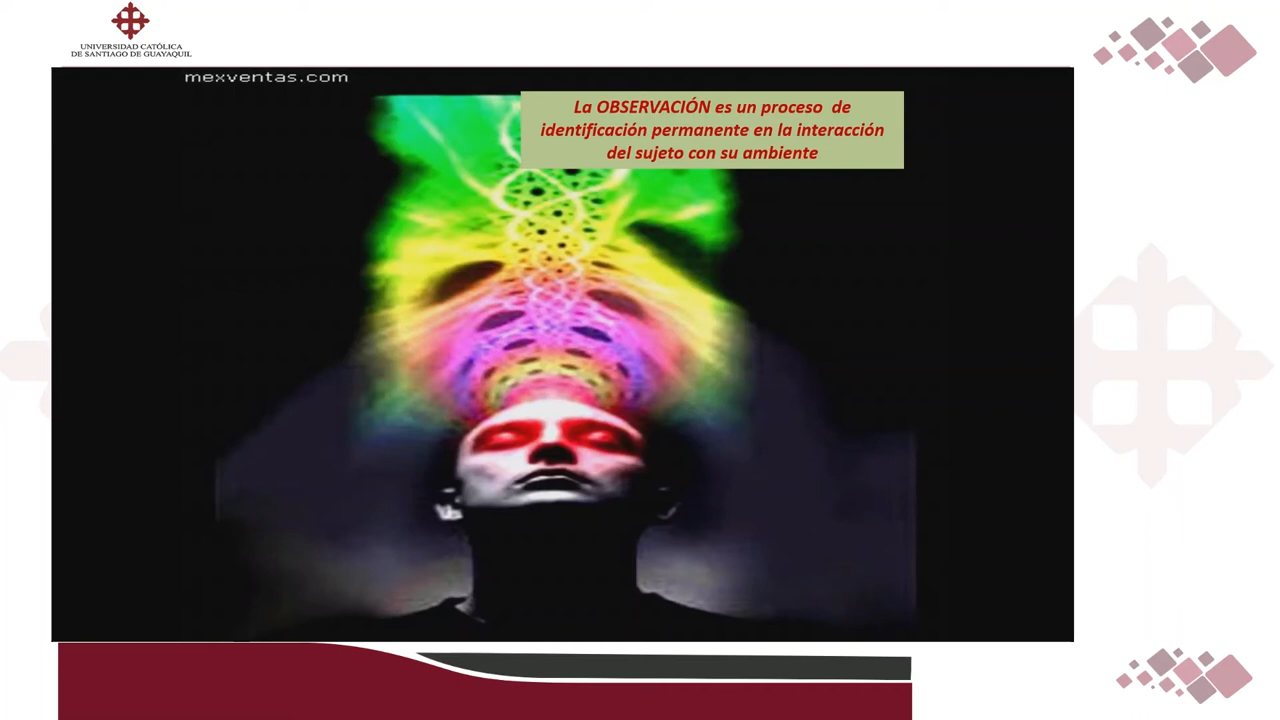 UNIVERSIDAD CATÓLICA
DE SANTIAGO DE GUAYAQUIL
mexventas.com
La OBSERVACIÓN es un proceso de
identificación permanente en la interacción
del sujeto con su ambiente